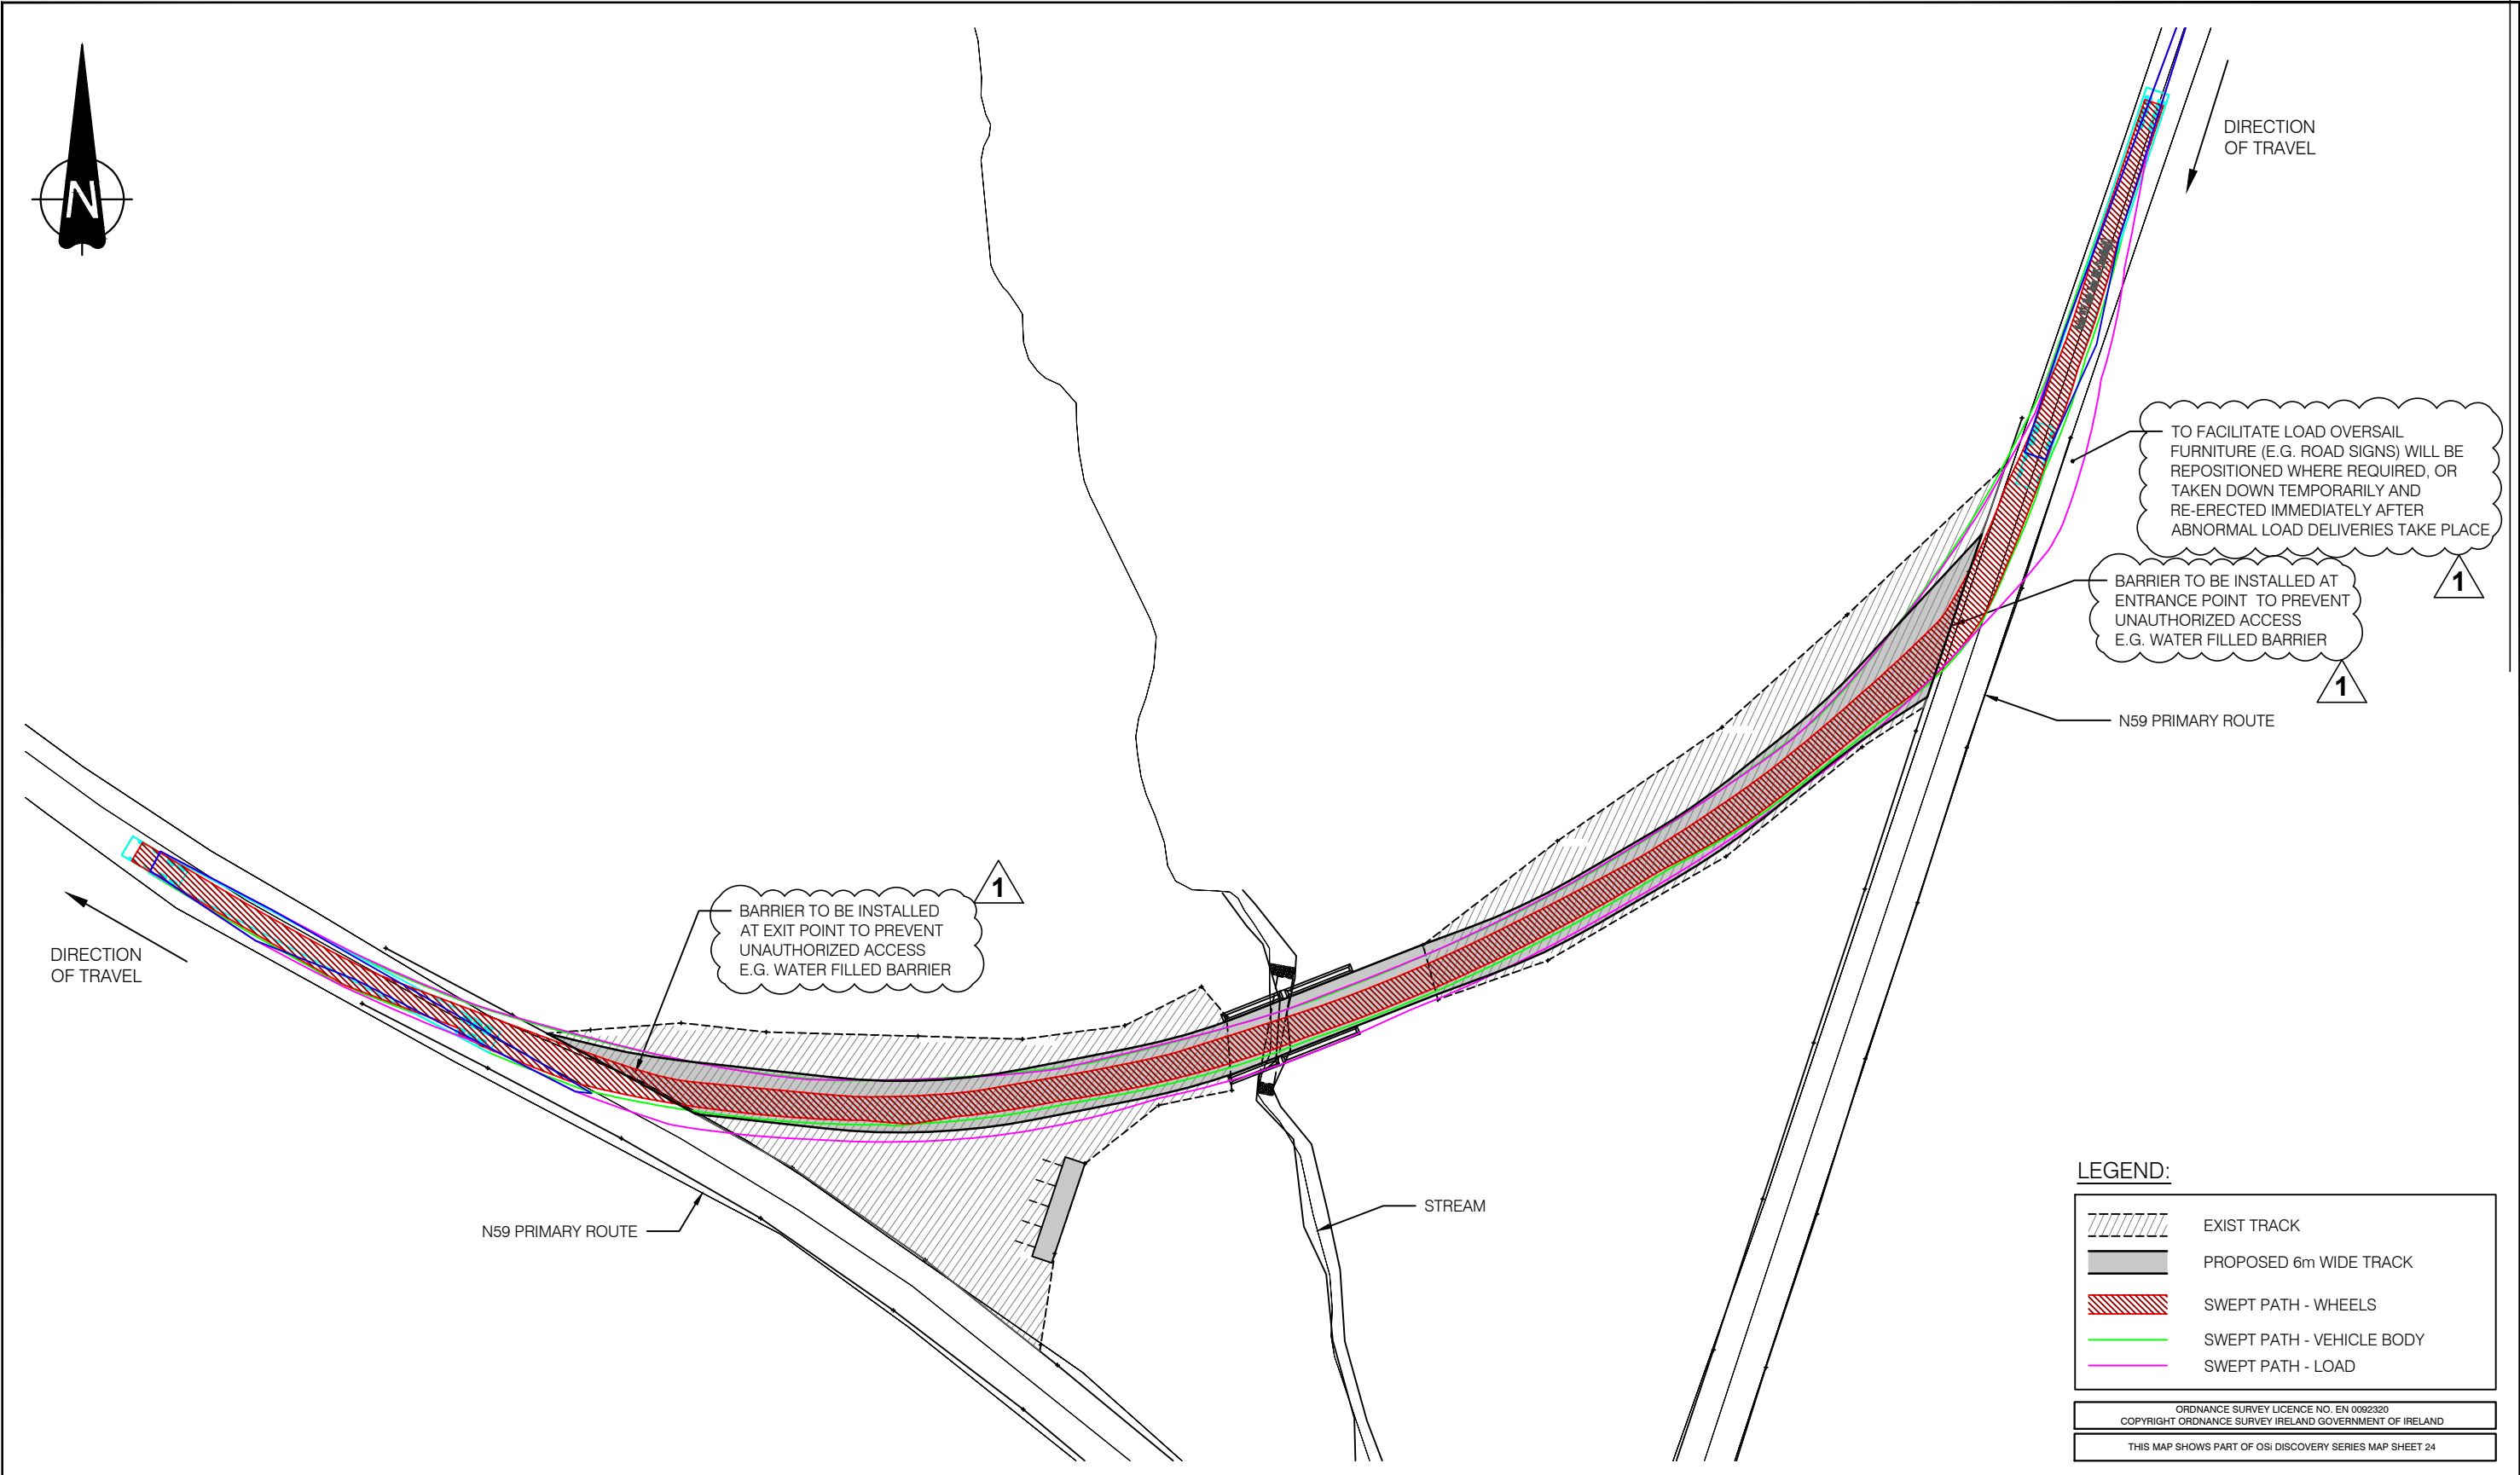 N
DIRECTION
OF TRAVEL
TO FACILITATE LOAD OVERSAIL
FURNITURE (E.G. ROAD SIGNS) WILL BE
REPOSITIONED WHERE REQUIRED, OR
TAKEN DOWN TEMPORARILY AND
RE-ERECTED IMMEDIATELY AFTER
ABNORMAL LOAD DELIVERIES TAKE PLACE
1
BARRIER TO BE INSTALLED AT
ENTRANCE POINT TO PREVENT
UNAUTHORIZED ACCESS
E.G. WATER FILLED BARRIER
1
N59 PRIMARY ROUTE
1
BARRIER TO BE INSTALLED
AT EXIT POINT TO PREVENT
UNAUTHORIZED ACCESS
E.G. WATER FILLED BARRIER
DIRECTION
OF TRAVEL
N59 PRIMARY ROUTE
STREAM
LEGEND:
EXIST TRACK
PROPOSED 6m WIDE TRACK
SWEPT PATH - WHEELS
SWEPT PATH - VEHICLE BODY
SWEPT PATH - LOAD
ORDNANCE SURVEY LICENCE NO. EN 0092320
COPYRIGHT ORDNANCE SURVEY IRELAND GOVERNMENT OF IRELAND
THIS MAP SHOWS PART OF OSi DISCOVERY SERIES MAP SHEET 24